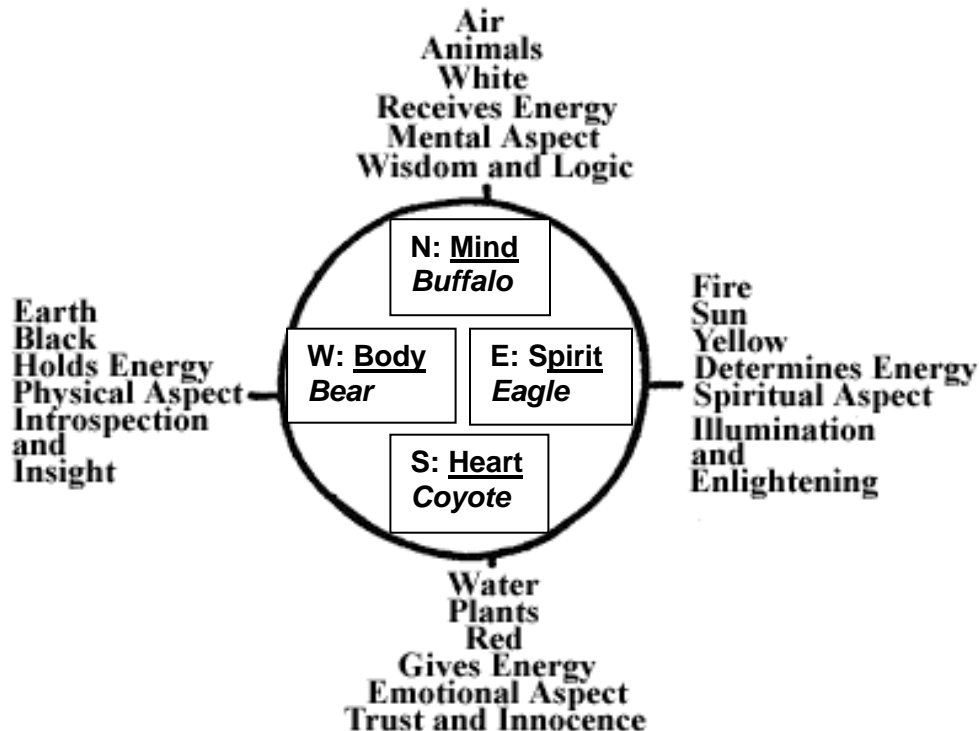 Air
Animals
White
Receives Energy
Mental Aspect
Wisdom and Logic
N: Mind
Buffalo
Earth
Black
Holds Energy
Physical Aspect
Introspection
and
Insight
W: Body
Bear
E: Spirit
Eagle
Fire
Sun
Yellow
Determines Energy
Spiritual Aspect
Illumination
and
Enlightening
S: Heart
Coyote
Water
Plants
Red
Gives Energy
Emotional Aspect
Trust and Innocence